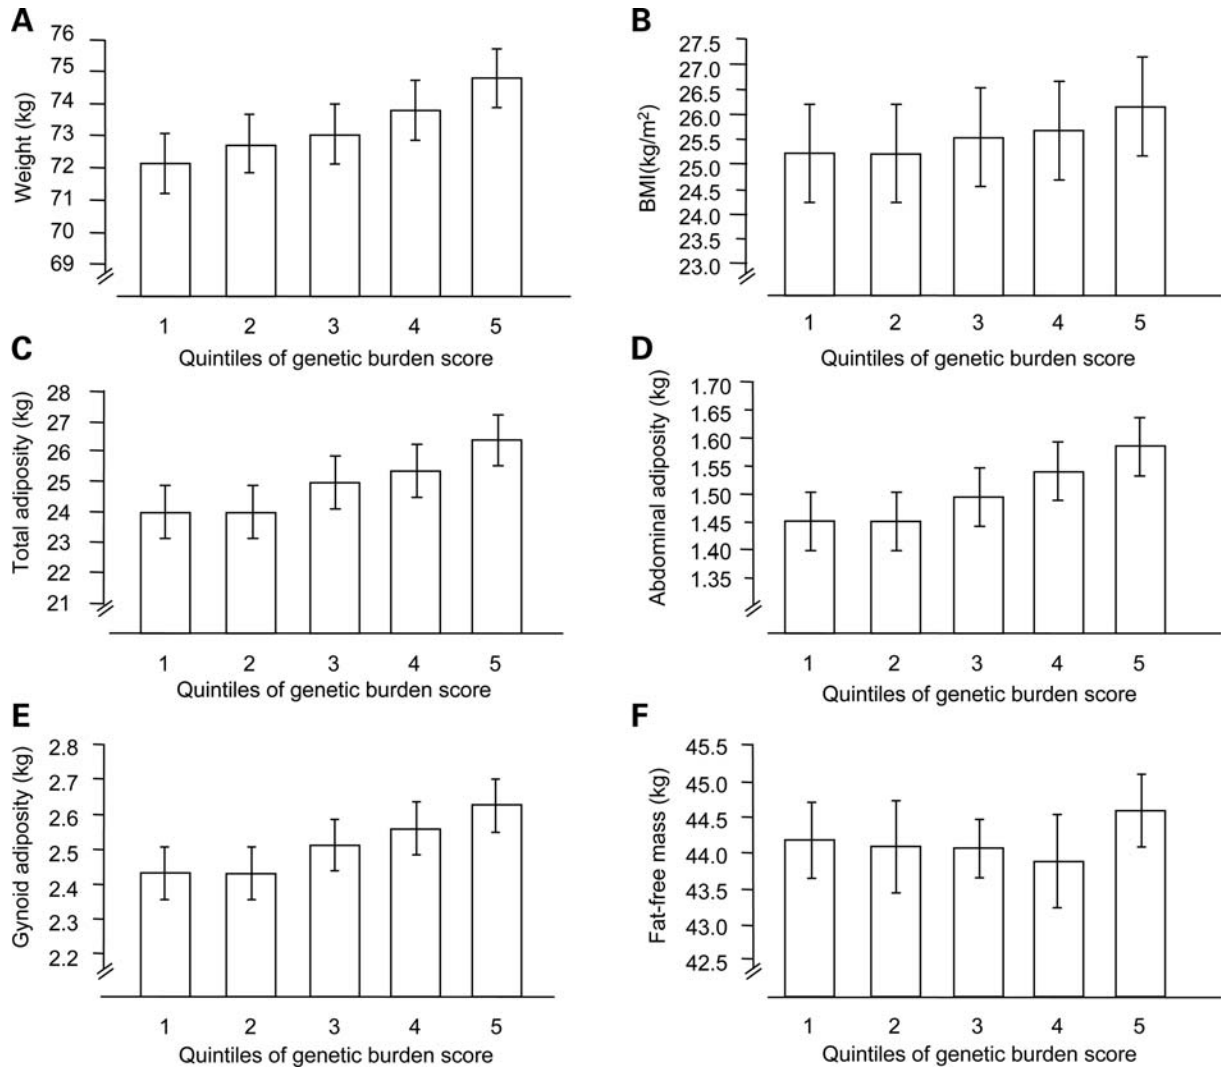 A
Weight (kg)
76
75
74
73
72
71
70
69
1 2 3 4 5
Quintiles of genetic burden score
B
BMI(kg/m²)
27.5
27.0
26.5
26.0
25.5
25.0
24.5
24.0
23.5
23.0
1 2 3 4 5
Quintiles of genetic burden score
C
Total adiposity (kg)
28
27
26
25
24
23
22
21
1 2 3 4 5
Quintiles of genetic burden score
D
Abdominal adiposity (kg)
1.70
1.65
1.60
1.55
1.50
1.45
1.40
1.35
1 2 3 4 5
Quintiles of genetic burden score
E
Gynoid adiposity (kg)
2.8
2.7
2.6
2.5
2.4
2.3
2.2
1 2 3 4 5
Quintiles of genetic burden score
F
Fat-free mass (kg)
45.5
45.0
44.5
44.0
43.5
43.0
42.5
1 2 3 4 5
Quintiles of genetic burden score